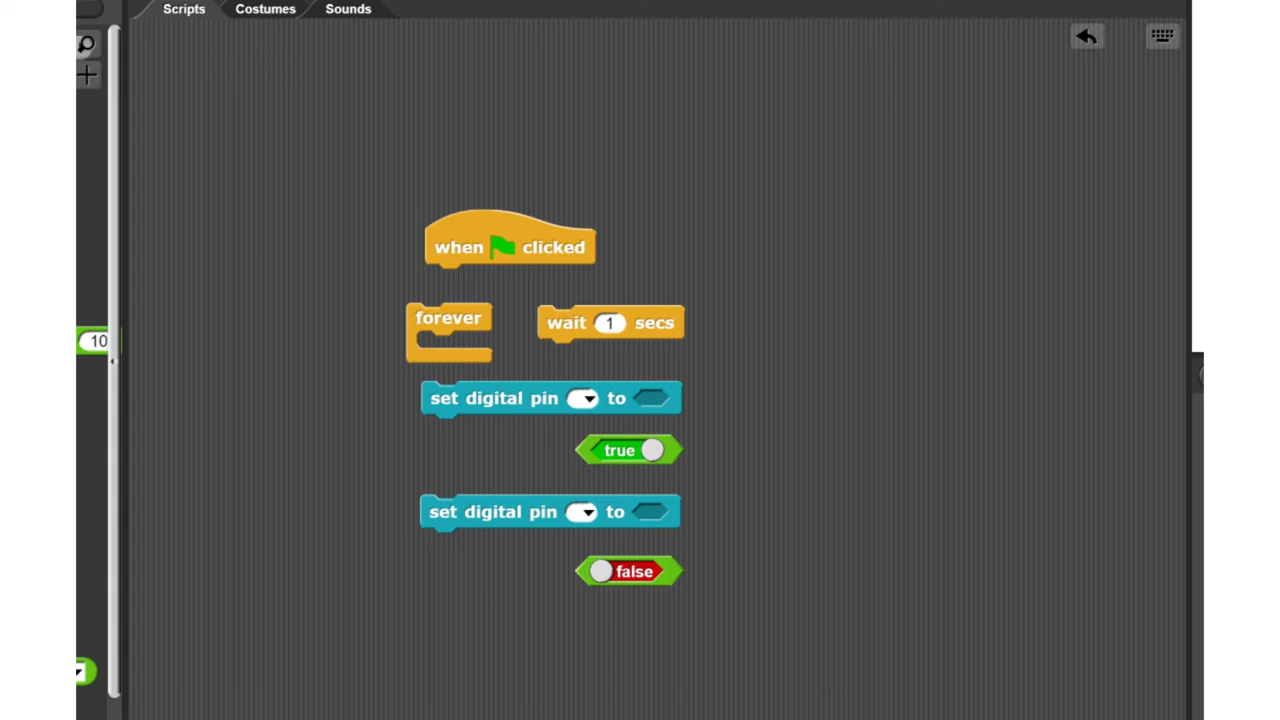 Scripts Costumes Sounds
when clicked
forever
wait 1 secs
10
set digital pin to
true
set digital pin to
false